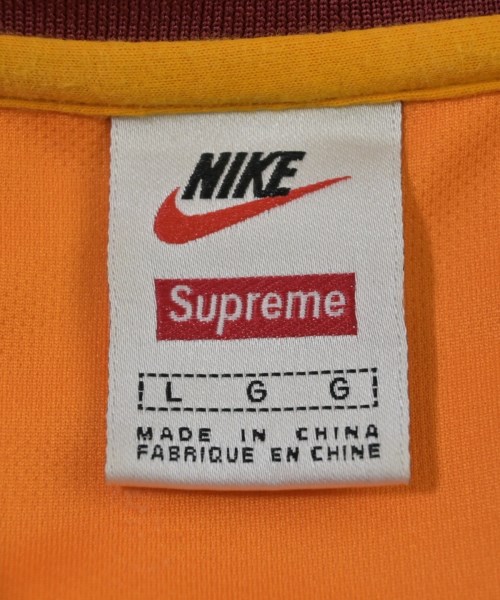 NIKE
Supreme
L G G
MADE IN CHINA
FABRIQUE EN CHINE